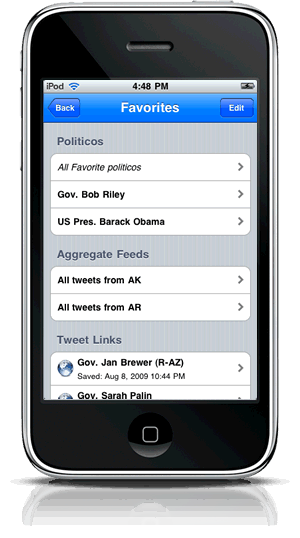 iPod 4:48 PM
Back Favorites Edit
Politicos
All Favorite politicos
Gov. Bob Riley
US Pres. Barack Obama
Aggregate Feeds
All tweets from AK
All tweets from AR
Tweet Links
Gov. Jan Brewer (R-AZ)
Saved: Aug 8, 2009 10:44 PM
Gov. Sarah Palin